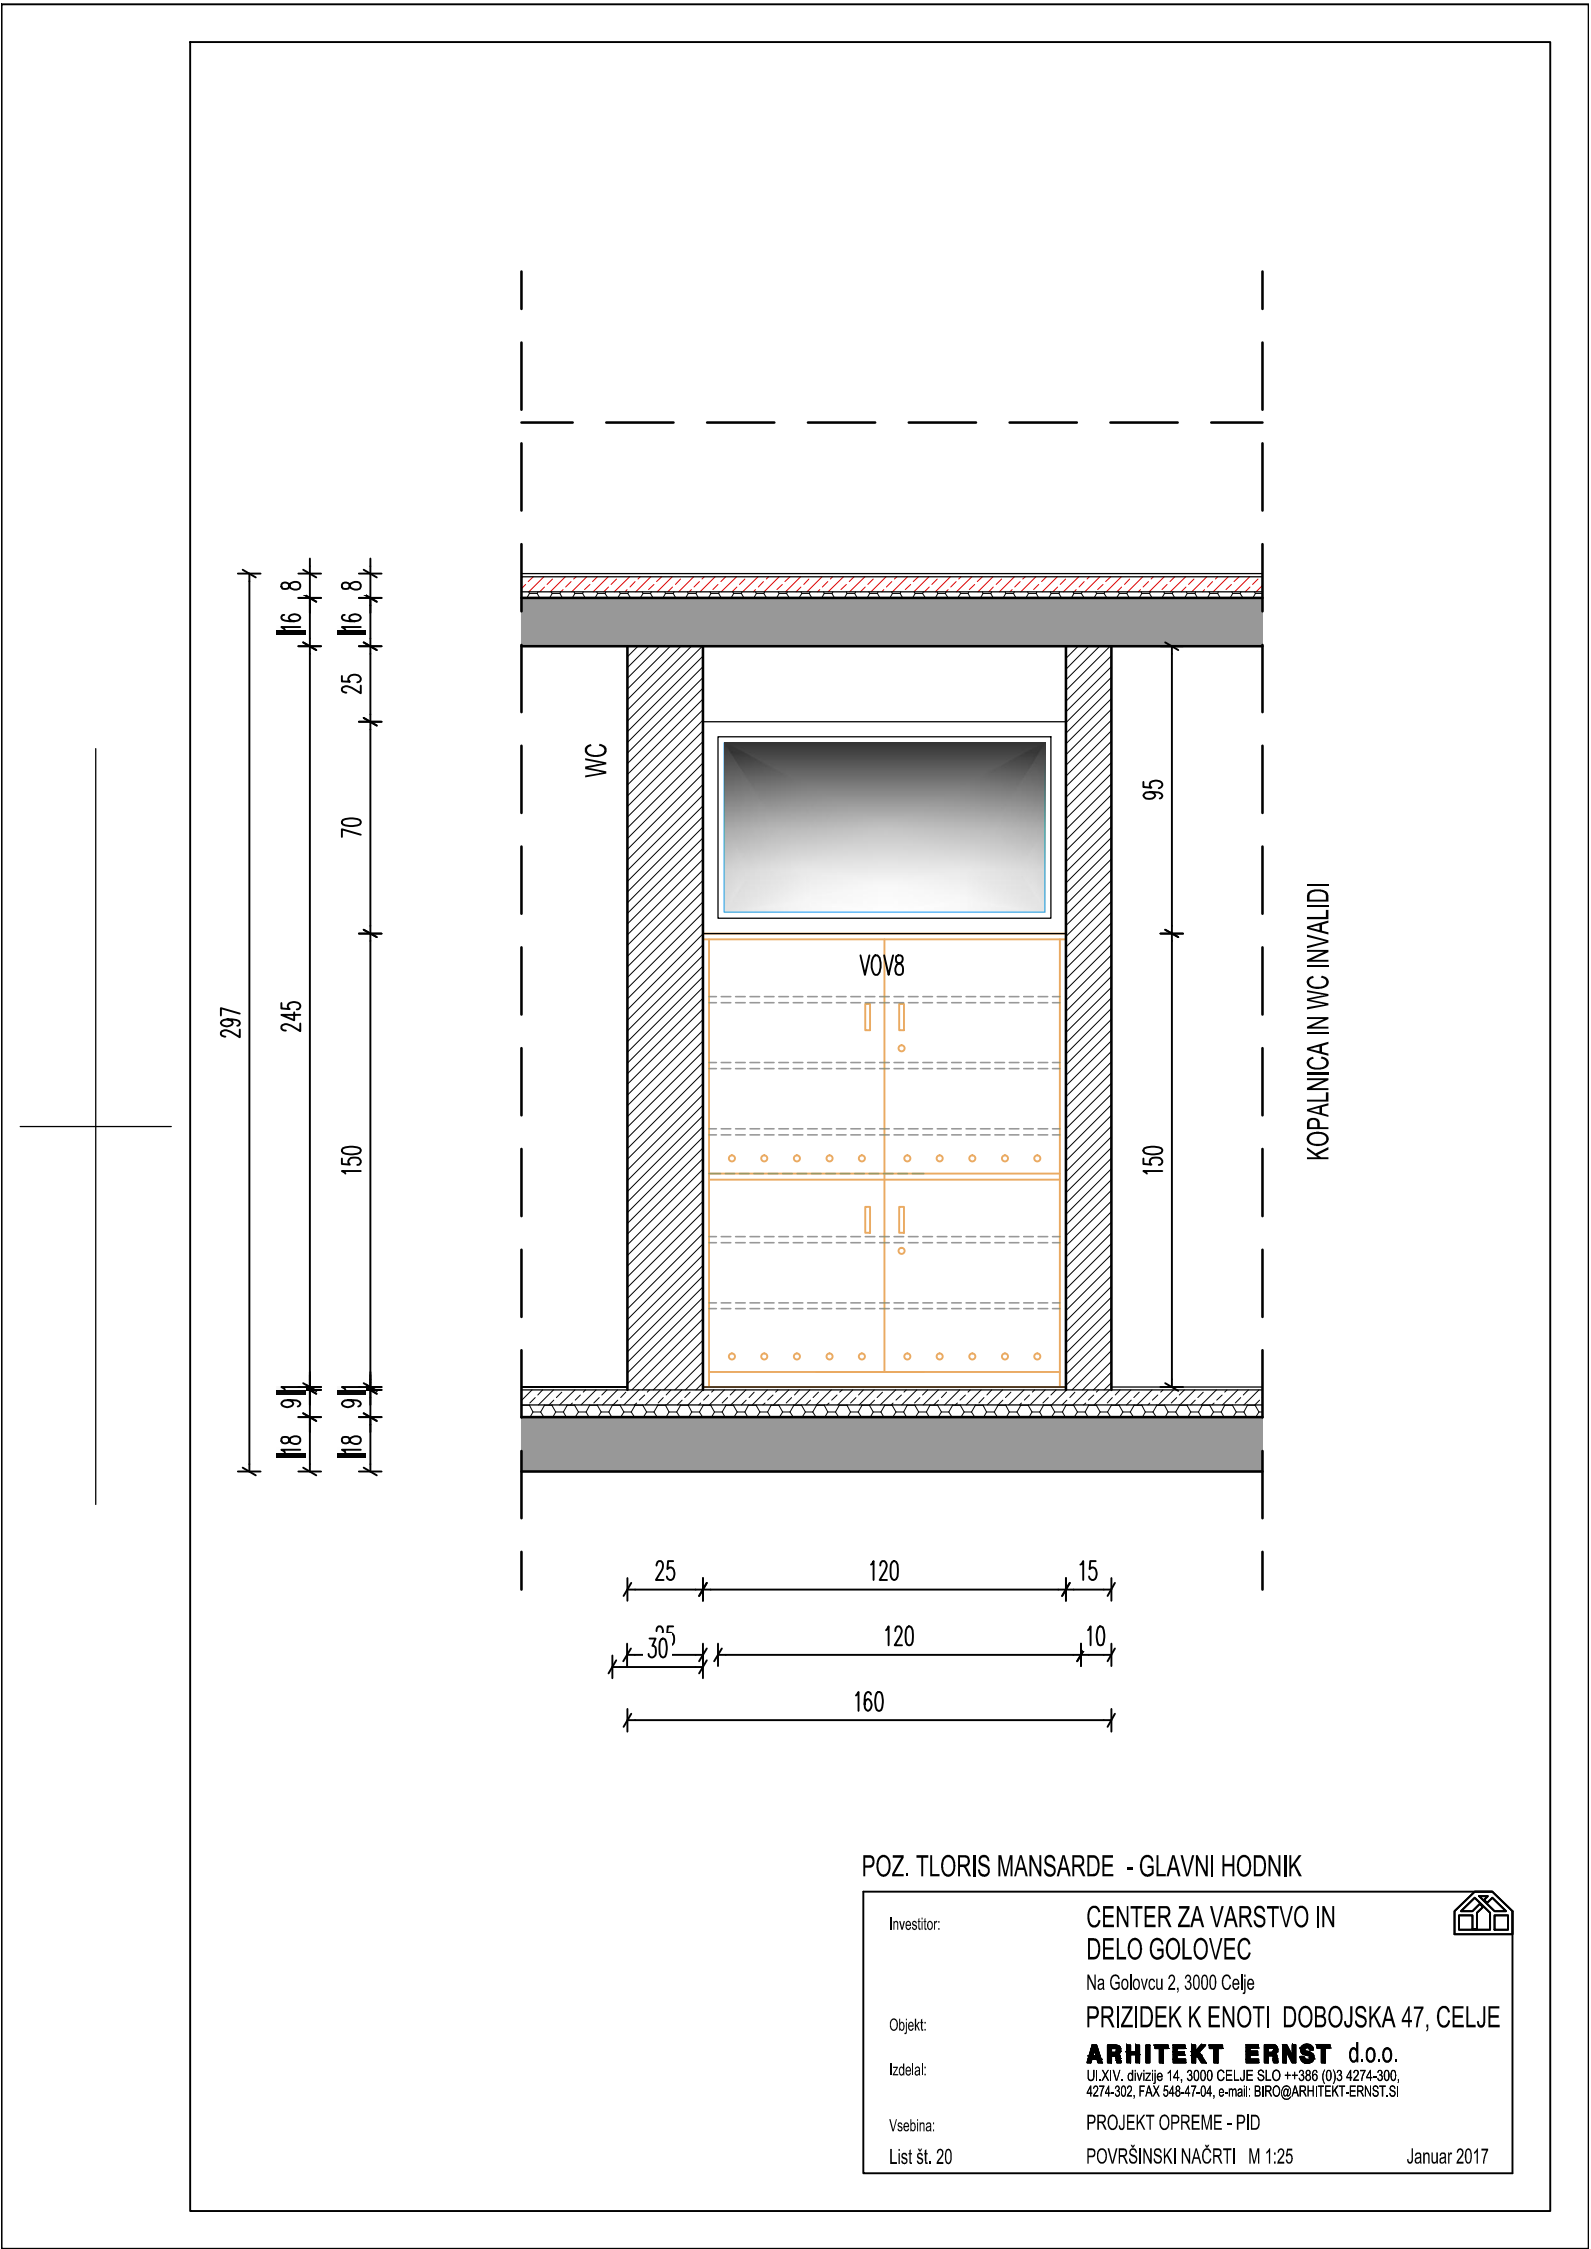 8
8
16
16
25
WC
70
95
VOV8
297
245
150
150
KOPALNICA IN WC INVALIDI
91
91
18
18
25
120
15
25
30
120
10
160
POZ. TLORIS MANSARDE - GLAVNI HODNIK
Investitor:
CENTER ZA VARSTVO IN
DELO GOLOVEC
Na Golovcu 2, 3000 Celje
Objekt:
PRIZIDEK K ENOTI DOBOJSKA 47, CELJE
Izdelal:
ARHITEKT ERNST d.o.o.
Ul.XIV. divizije 14, 3000 CELJE SLO ++386 (0)3 4274-300,
4274-302, FAX 548-47-04, e-mail: BIRO@ARHITEKT-ERNST.SI
Vsebina:
PROJEKT OPREME - PID
List št. 20
POVRŠINSKI NAČRTI M 1:25
Januar 2017